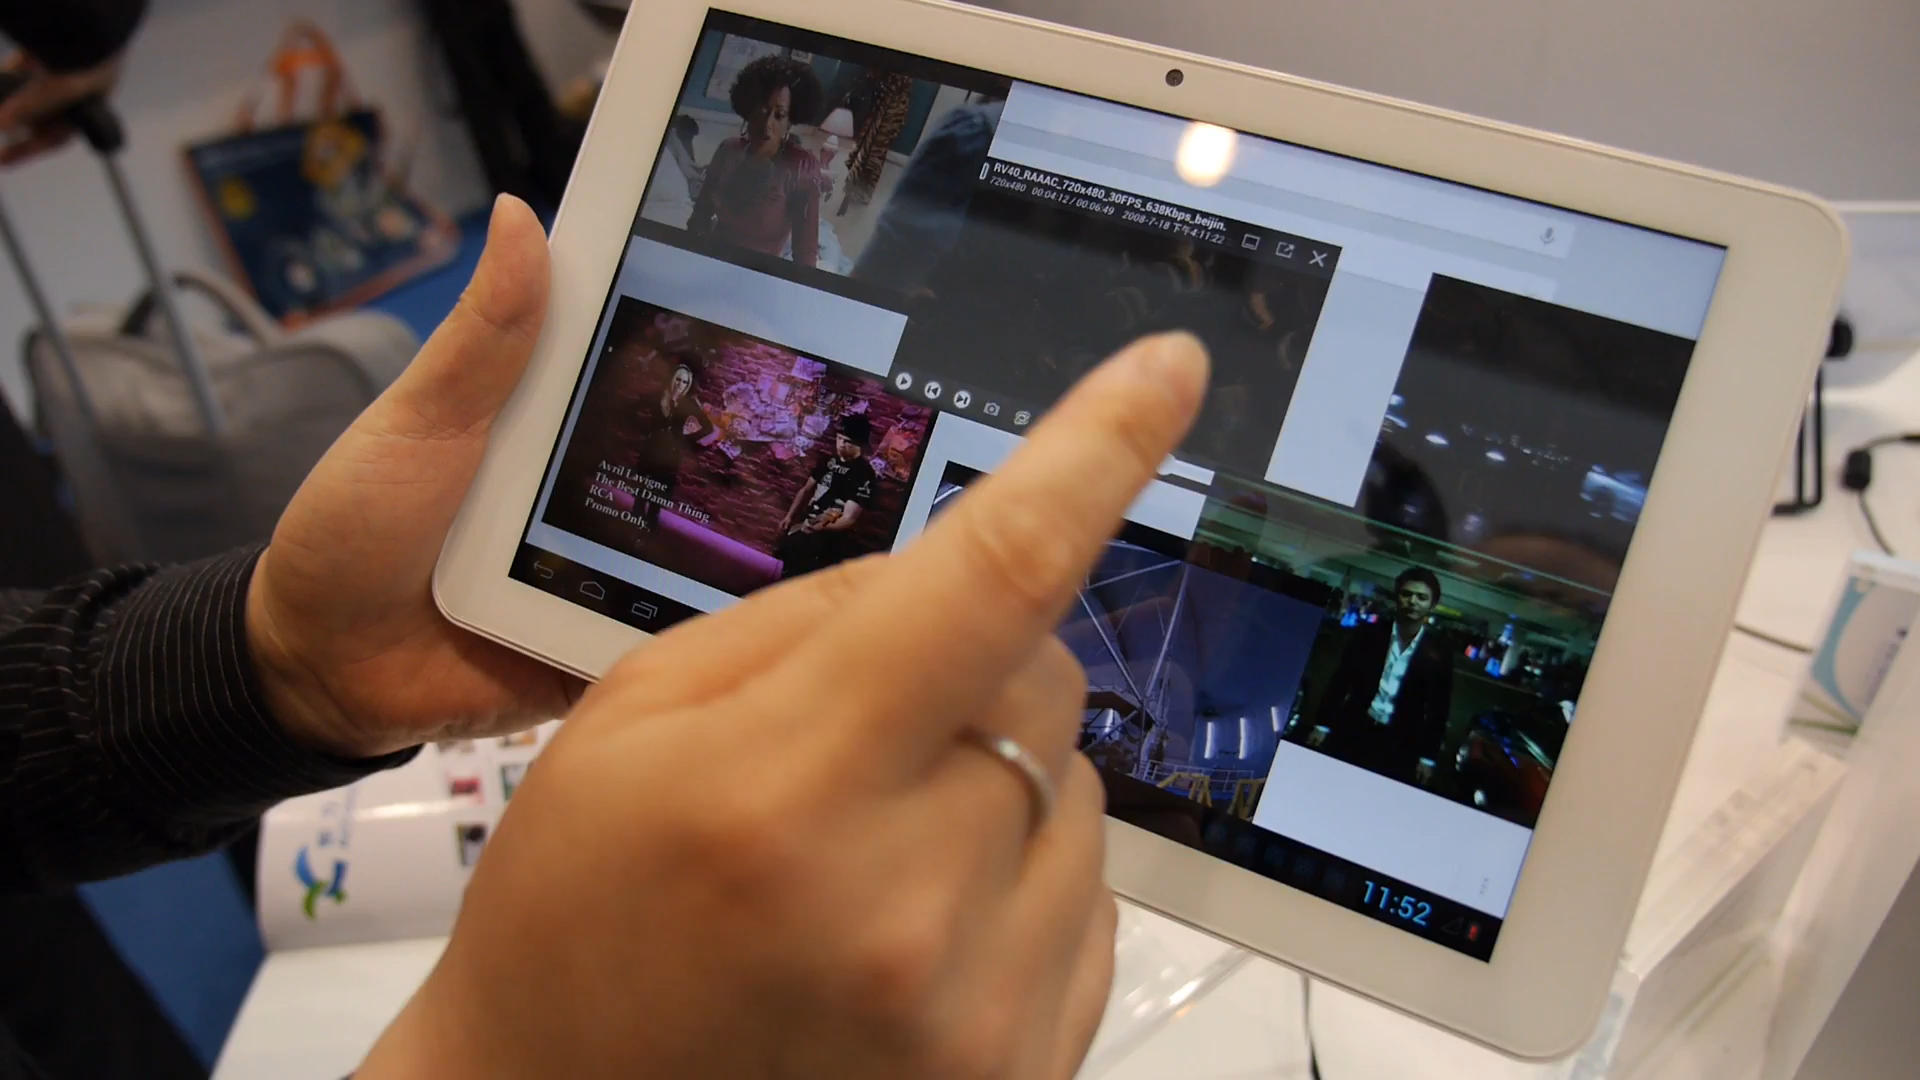 RV40_RAAAC_720x480_30FPS_638Kbps_beijin.
720x480 00:04:12 / 00:06:49 2008-7-18 下午4:11:22
Avril Lavigne
The Best Damn Thing
RCA
Promo Only.
11:52